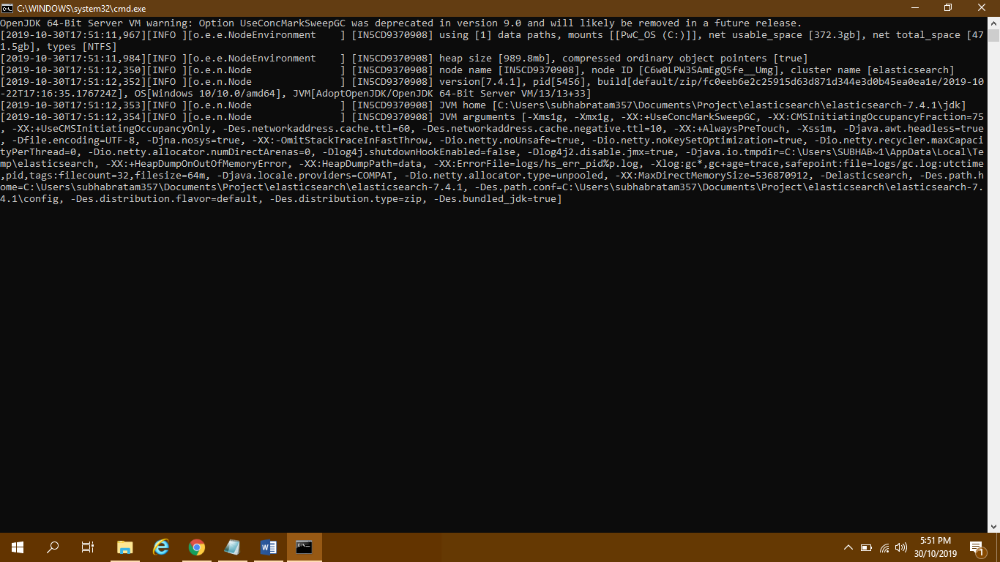 C:\WINDOWS\system32\cmd.exe
OpenJDK 64-Bit Server VM warning: Option UseConcMarkSweepGC was deprecated in version 9.0 and will likely be removed in a future release.
[2019-10-30T17:51:11,967][INFO ][o.e.e.NodeEnvironment    ] [IN5CD9370908] using [1] data paths, mounts [[PwC_OS (C:)]], net usable_space [372.3gb], net total_space [47
1.5gb], types [NTFS]
[2019-10-30T17:51:11,984][INFO ][o.e.e.NodeEnvironment    ] [IN5CD9370908] heap size [989.8mb], compressed ordinary object pointers [true]
[2019-10-30T17:51:12,350][INFO ][o.e.n.Node               ] [IN5CD9370908] node name [IN5CD9370908], node ID [C6w0LPW3SAmEgQ5fe__Umg], cluster name [elasticsearch]
[2019-10-30T17:51:12,352][INFO ][o.e.n.Node               ] [IN5CD9370908] version[7.4.1], pid[5456], build[default/zip/fc0eeb6e2c25915d63d871d344e3d0b45ea0ea1e/2019-10
-22T17:16:35.176724Z], OS[Windows 10/10.0/amd64], JVM[AdoptOpenJDK/OpenJDK 64-Bit Server VM/13/13+33]
[2019-10-30T17:51:12,353][INFO ][o.e.n.Node               ] [IN5CD9370908] JVM home [C:\Users\subhabratam357\Documents\Project\elasticsearch\elasticsearch-7.4.1\jdk]
[2019-10-30T17:51:12,354][INFO ][o.e.n.Node               ] [IN5CD9370908] JVM arguments [-Xms1g, -Xmx1g, -XX:+UseConcMarkSweepGC, -XX:CMSInitiatingOccupancyFraction=75
, -XX:+UseCMSInitiatingOccupancyOnly, -Des.networkaddress.cache.ttl=60, -Des.networkaddress.cache.negative.ttl=10, -XX:+AlwaysPreTouch, -Xss1m, -Djava.awt.headless=true
, -Dfile.encoding=UTF-8, -Djna.nosys=true, -XX:-OmitStackTraceInFastThrow, -Dio.netty.noUnsafe=true, -Dio.netty.noKeySetOptimization=true, -Dio.netty.recycler.maxCapaci
tyPerThread=0, -Dio.netty.allocator.numDirectArenas=0, -Dlog4j.shutdownHookEnabled=false, -Dlog4j2.disable.jmx=true, -Djava.io.tmpdir=C:\Users\SUBHAB~1\AppData\Local\Te
mp\elasticsearch, -XX:+HeapDumpOnOutOfMemoryError, -XX:HeapDumpPath=data, -XX:ErrorFile=logs/hs_err_pid%p.log, -Xlog:gc*,gc+age=trace,safepoint:file=logs/gc.log:utctime
,pid,tags:filecount=32,filesize=64m, -Djava.locale.providers=COMPAT, -Dio.netty.allocator.type=unpooled, -XX:MaxDirectMemorySize=536870912, -Delasticsearch, -Des.path.h
ome=C:\Users\subhabratam357\Documents\Project\elasticsearch\elasticsearch-7.4.1, -Des.path.conf=C:\Users\subhabratam357\Documents\Project\elasticsearch\elasticsearch-7.
4.1\config, -Des.distribution.flavor=default, -Des.distribution.type=zip, -Des.bundled_jdk=true]
5:51 PM
30/10/2019
1